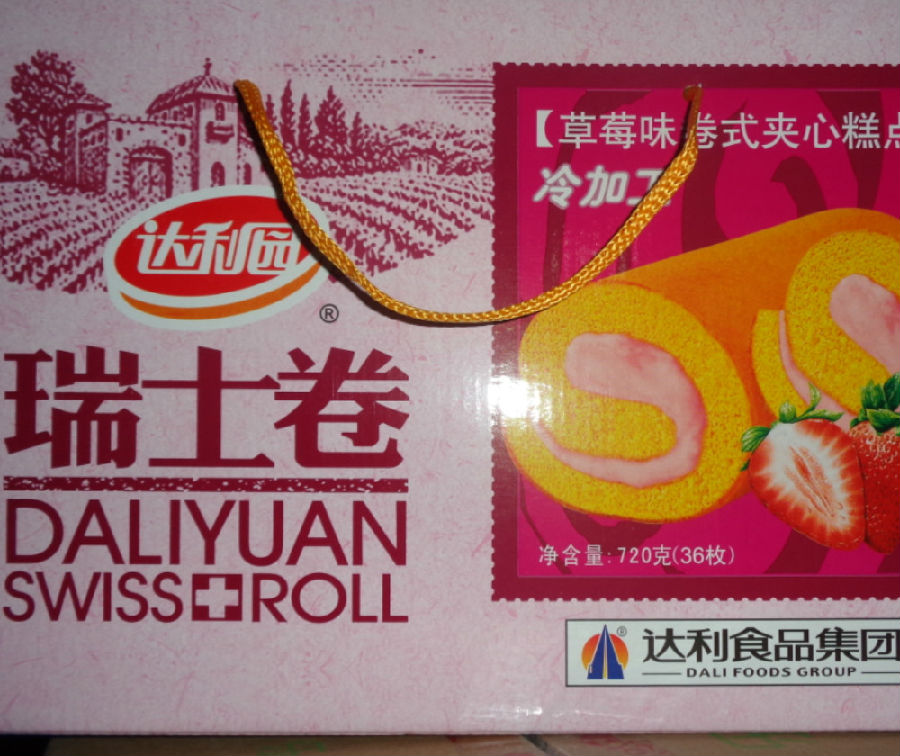 【草莓味卷式夹心糕点
冷加工
达利园
®
瑞士卷
DALIYUAN
SWISS ROLL
净含量:720克(36枚)
®
达利食品集团
DALI FOODS GROUP